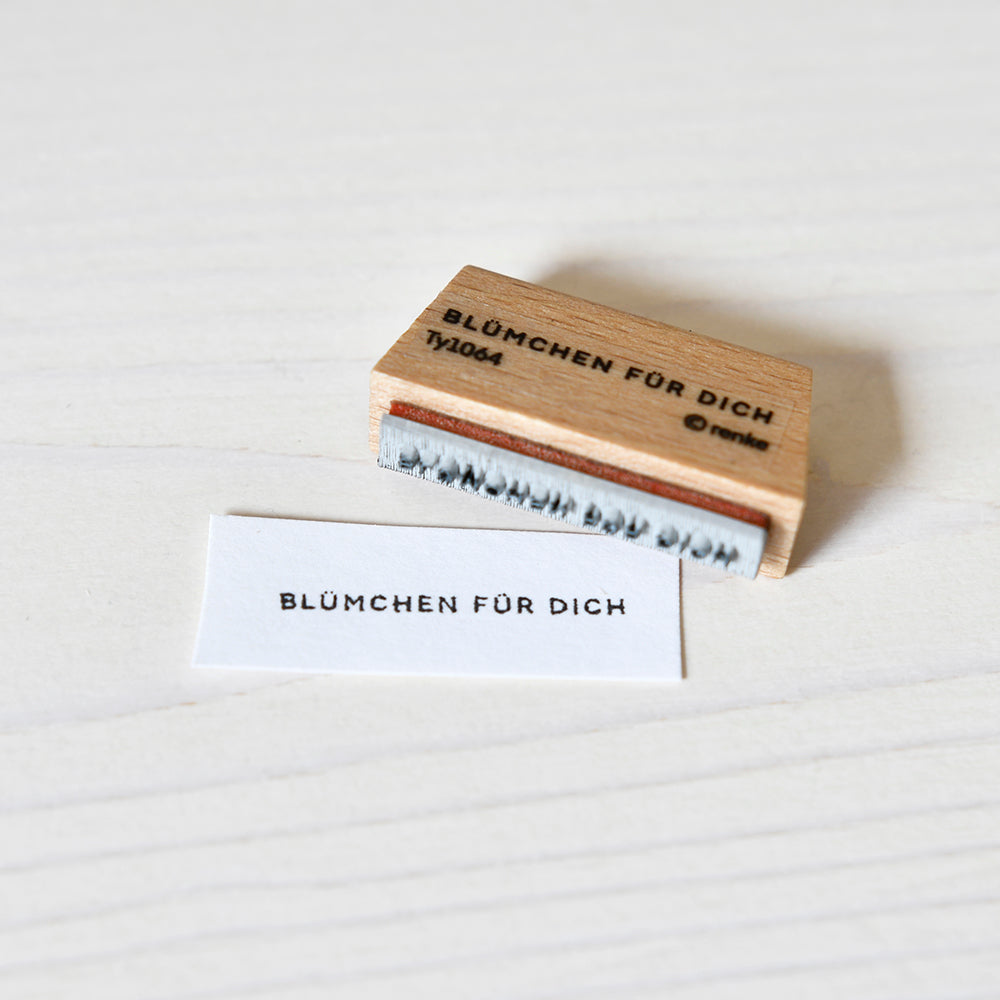 BLÜMCHEN FÜR DICH
Ty1064
© renke
BLÜMCHEN FÜR DICH